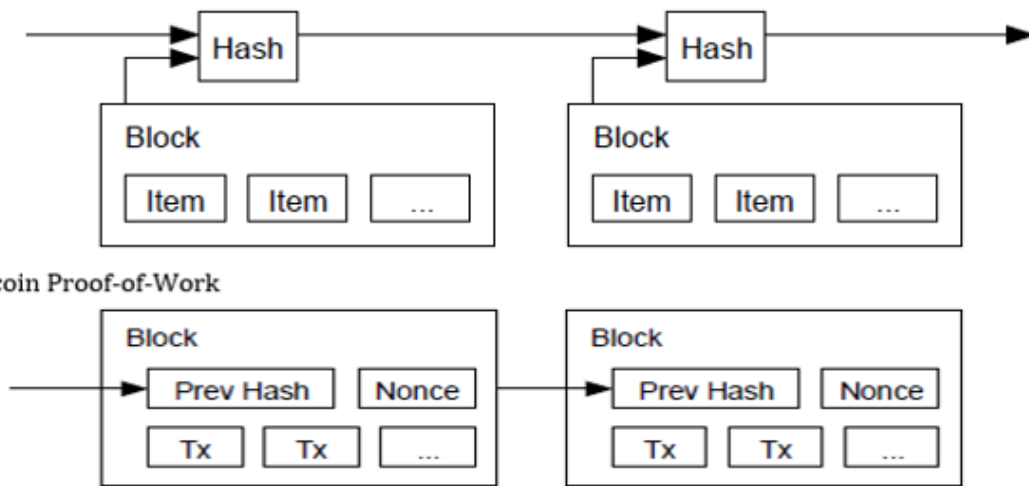 Hash Hash
Block Block
Item Item ... Item Item ...
coin Proof-of-Work
Block Block
Prev Hash Nonce Prev Hash Nonce
Tx Tx ... Tx Tx ...